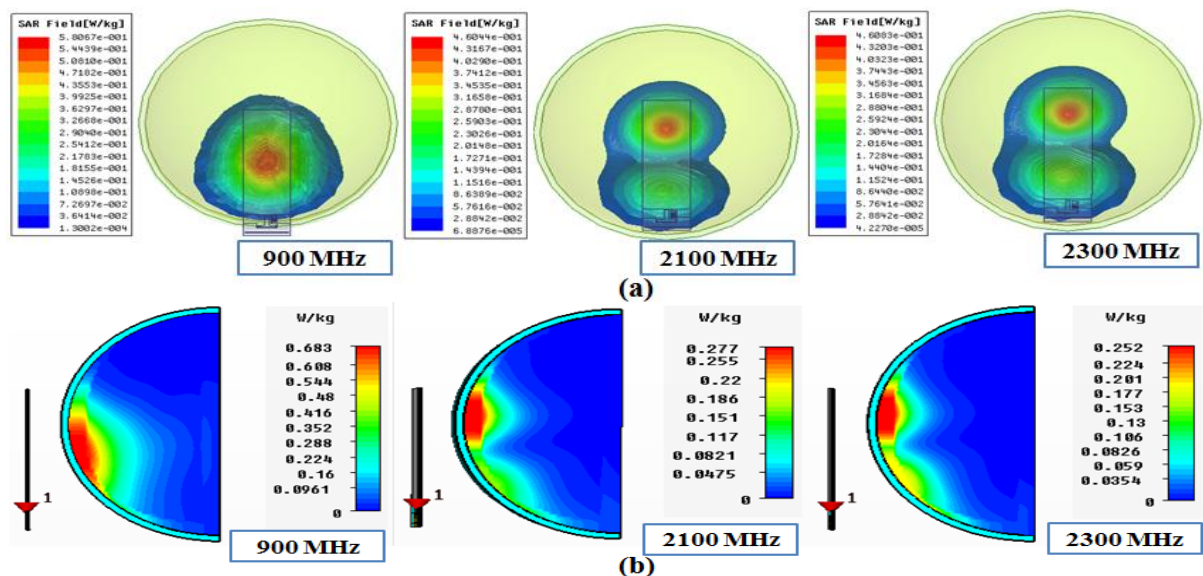 SAR Field[W/kg]
5.8067e-001
5.4439e-001
5.0810e-001
4.7182e-001
4.3553e-001
3.9925e-001
3.6297e-001
3.2668e-001
2.9040e-001
2.5412e-001
2.1783e-001
1.8155e-001
1.4526e-001
1.0898e-001
7.2697e-002
3.6414e-002
1.3002e-004
900 MHz
SAR Field[W/kg]
4.6044e-001
4.3167e-001
4.0290e-001
3.7412e-001
3.4535e-001
3.1658e-001
2.8780e-001
2.5903e-001
2.3026e-001
2.0148e-001
1.7271e-001
1.4394e-001
1.1516e-001
8.6389e-002
5.7616e-002
2.8842e-002
6.8876e-005
2100 MHz
SAR Field[W/kg]
4.6083e-001
4.3203e-001
4.0323e-001
3.7443e-001
3.4563e-001
3.1684e-001
2.8804e-001
2.5924e-001
2.3044e-001
2.0164e-001
1.7284e-001
1.4404e-001
1.1524e-001
8.6440e-002
5.7641e-002
2.8842e-002
4.2270e-005
2300 MHz
(a)
1
W/kg
0.683
0.608
0.544
0.48
0.416
0.352
0.288
0.224
0.16
0.0961
0
900 MHz
1
W/kg
0.277
0.255
0.22
0.186
0.151
0.117
0.0821
0.0475
0
2100 MHz
1
W/kg
0.252
0.224
0.201
0.177
0.153
0.13
0.106
0.0826
0.059
0.0354
0
2300 MHz
(b)